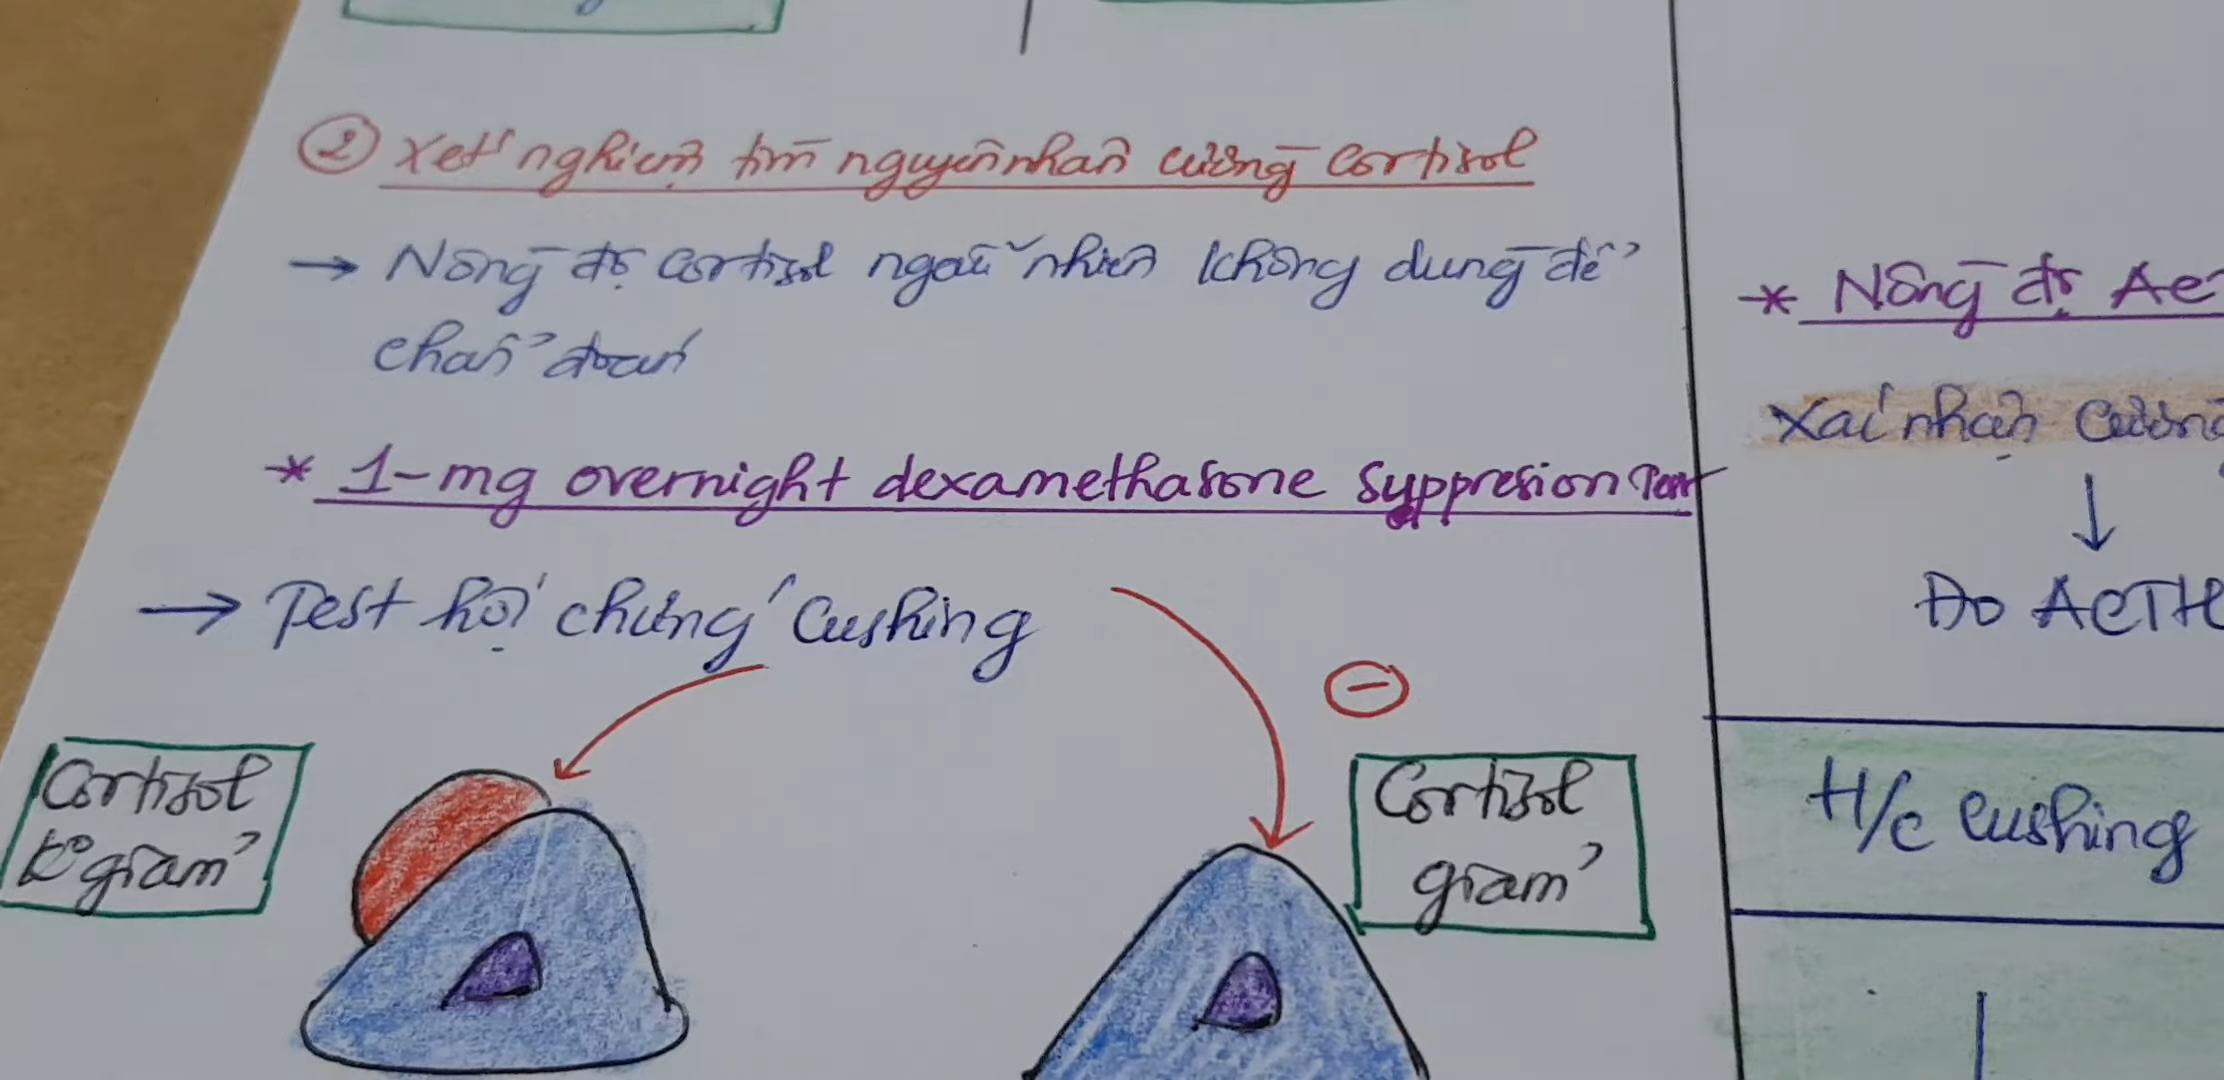 ② Xét nghiệm tìm nguyên nhân cường cortisol
→ Nồng độ cortisol ngẫu nhiên không dùng để
chẩn đoán
* 1-mg overnight dexamethasone Suppresion Test
→ Test hội chứng Cushing
Cortisol
k° giảm
⊖
Cortisol
giảm
* Nồng độ AC
Xác nhận Cường
↓
Đo ACTH
H/c Cushing